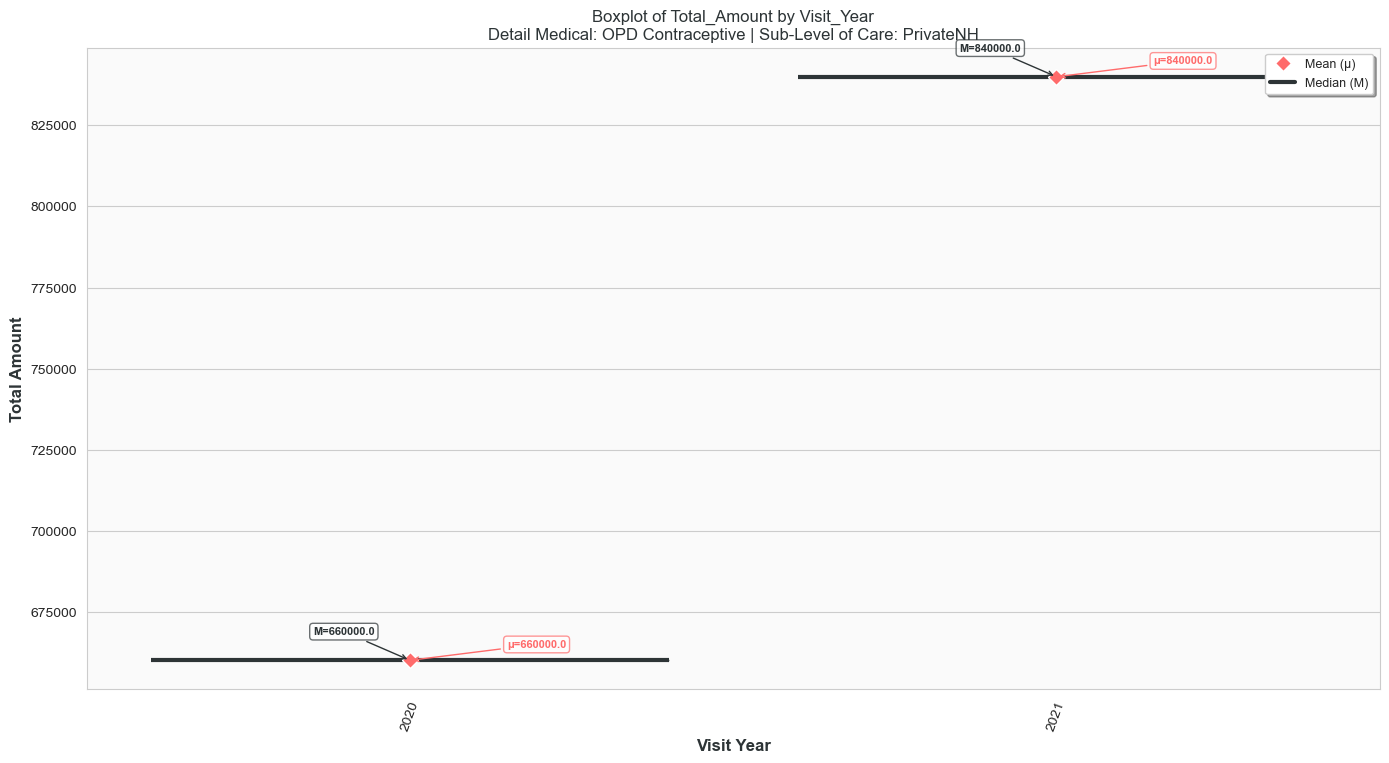 Boxplot of Total_Amount by Visit_Year
Detail Medical: OPD Contraceptive | Sub-Level of Care: PrivateNH
M=840000.0
μ=840000.0
Mean (μ)
Median (M)
825000
800000
775000
750000
725000
700000
675000
Total Amount
M=660000.0
μ=660000.0
2020
2021
Visit Year